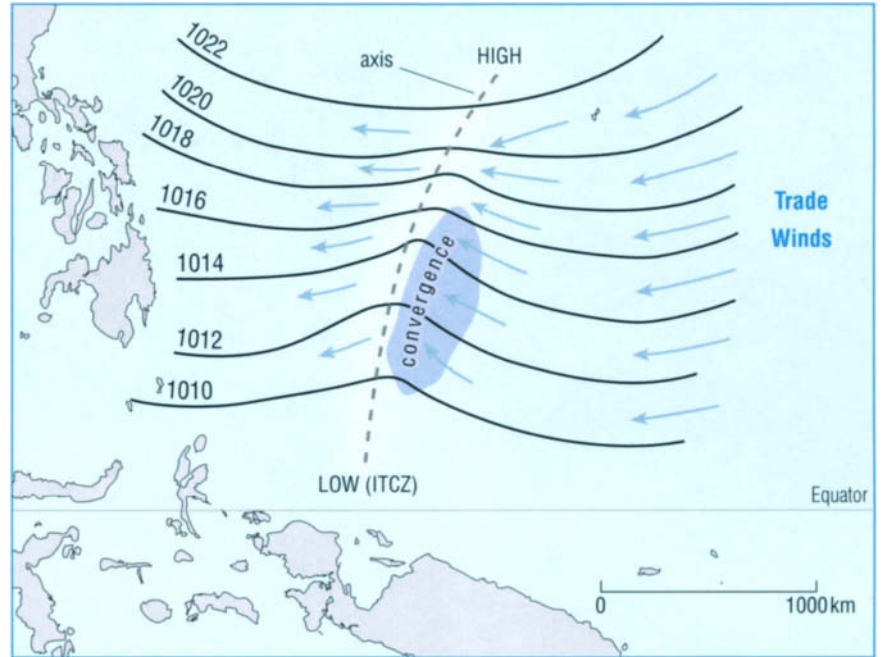 1022
axis
HIGH
1020
1018
1016
Trade
Winds
1014
convergence
1012
1010
LOW (ITCZ)
Equator
0
1000 km